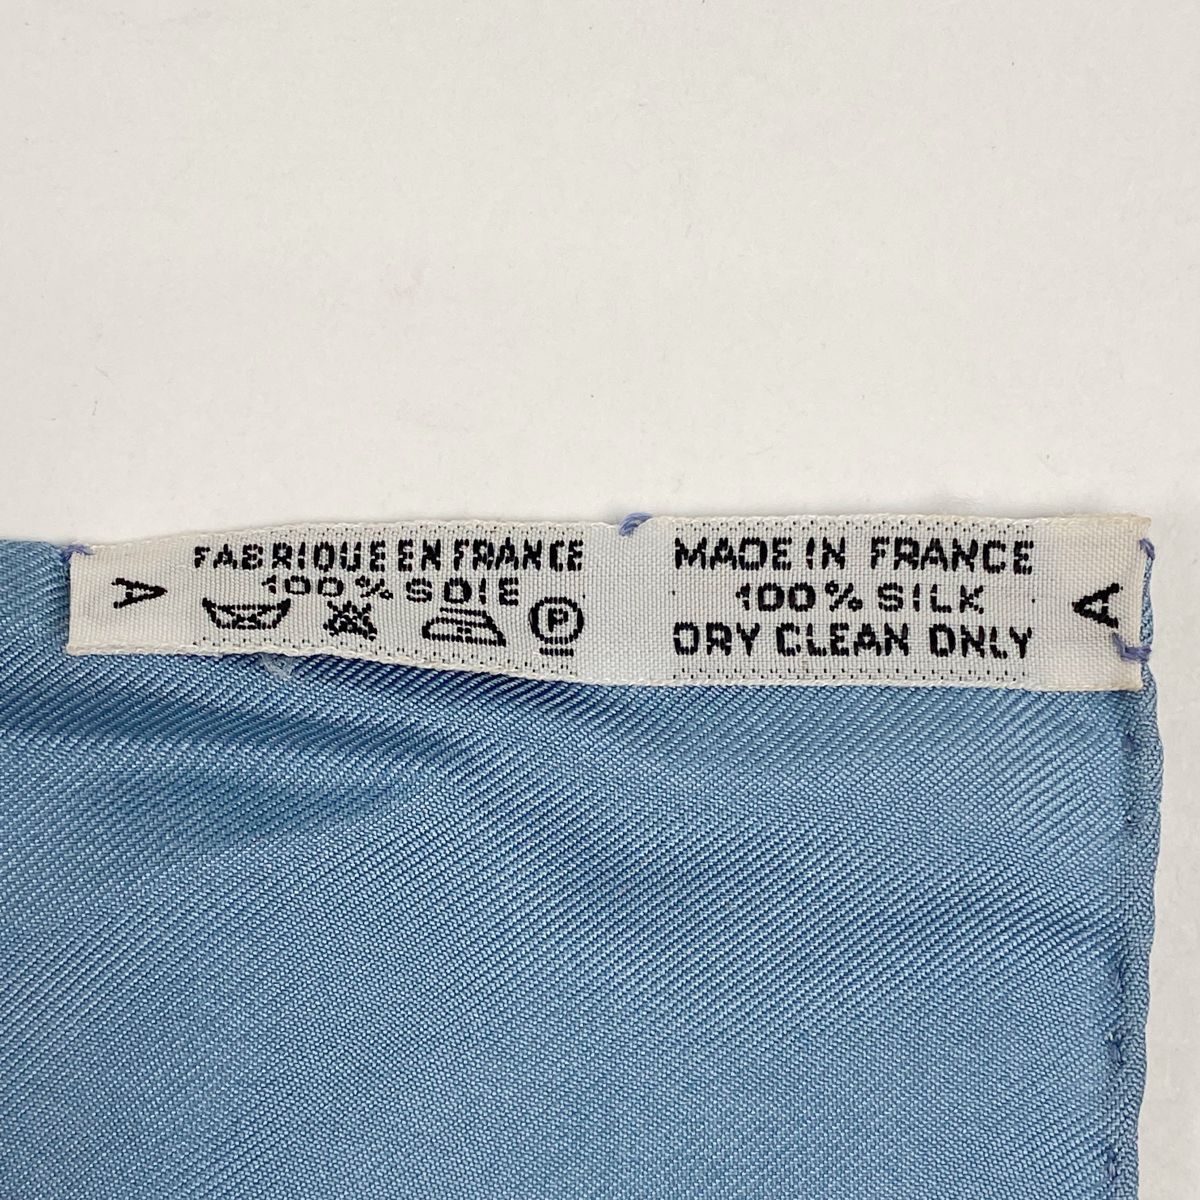 A
FABRIQUE EN FRANCE
100% SOIE
P
MADE IN FRANCE
100% SILK
DRY CLEAN ONLY
A